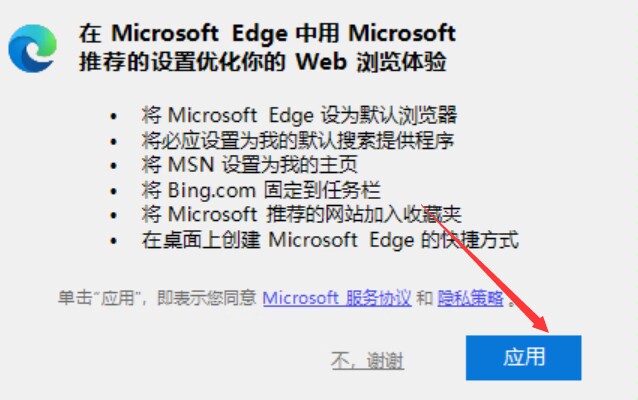 在 Microsoft Edge 中用 Microsoft
推荐的设置优化你的 Web 浏览体验
• 将 Microsoft Edge 设为默认浏览器
• 将必应设置为我的默认搜索提供程序
• 将 MSN 设置为我的主页
• 将 Bing.com 固定到任务栏
• 将 Microsoft 推荐的网站加入收藏夹
• 在桌面上创建 Microsoft Edge 的快捷方式
单击“应用”，即表示您同意 Microsoft 服务协议 和 隐私策略 。
不，谢谢 应用